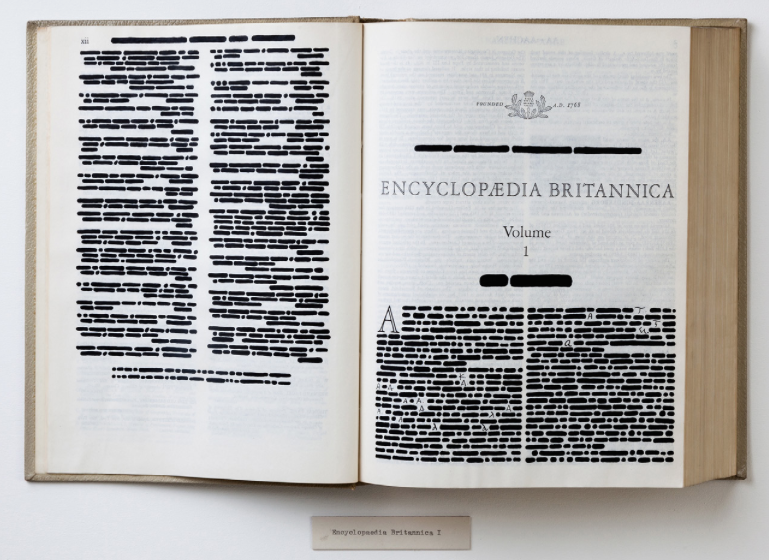 xii
FOUNDED A.D. 1768
ENCYCLOPÆDIA BRITANNICA
Volume
1
A
Encyclopaedia Britannica I